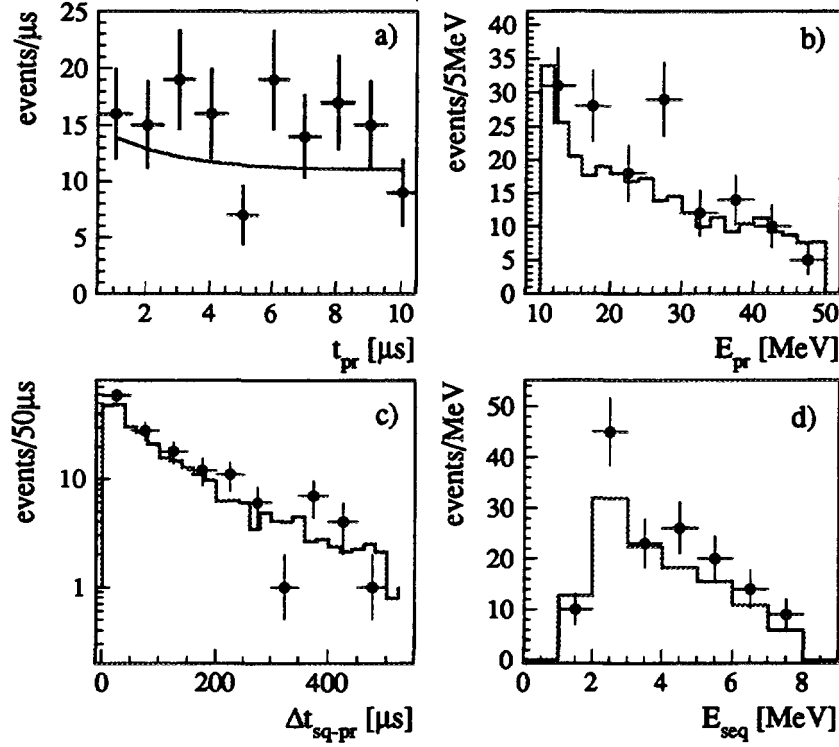 a)
events/μs
25
20
15
10
5
0
2 4 6 8 10
t_pr [μs]
b)
events/5MeV
40
35
30
25
20
15
10
5
0
10 20 30 40 50
E_pr [MeV]
c)
events/50μs
10
1
0 200 400
Δt_sq-pr [μs]
d)
events/MeV
50
40
30
20
10
0
0 2 4 6 8
E_seq [MeV]